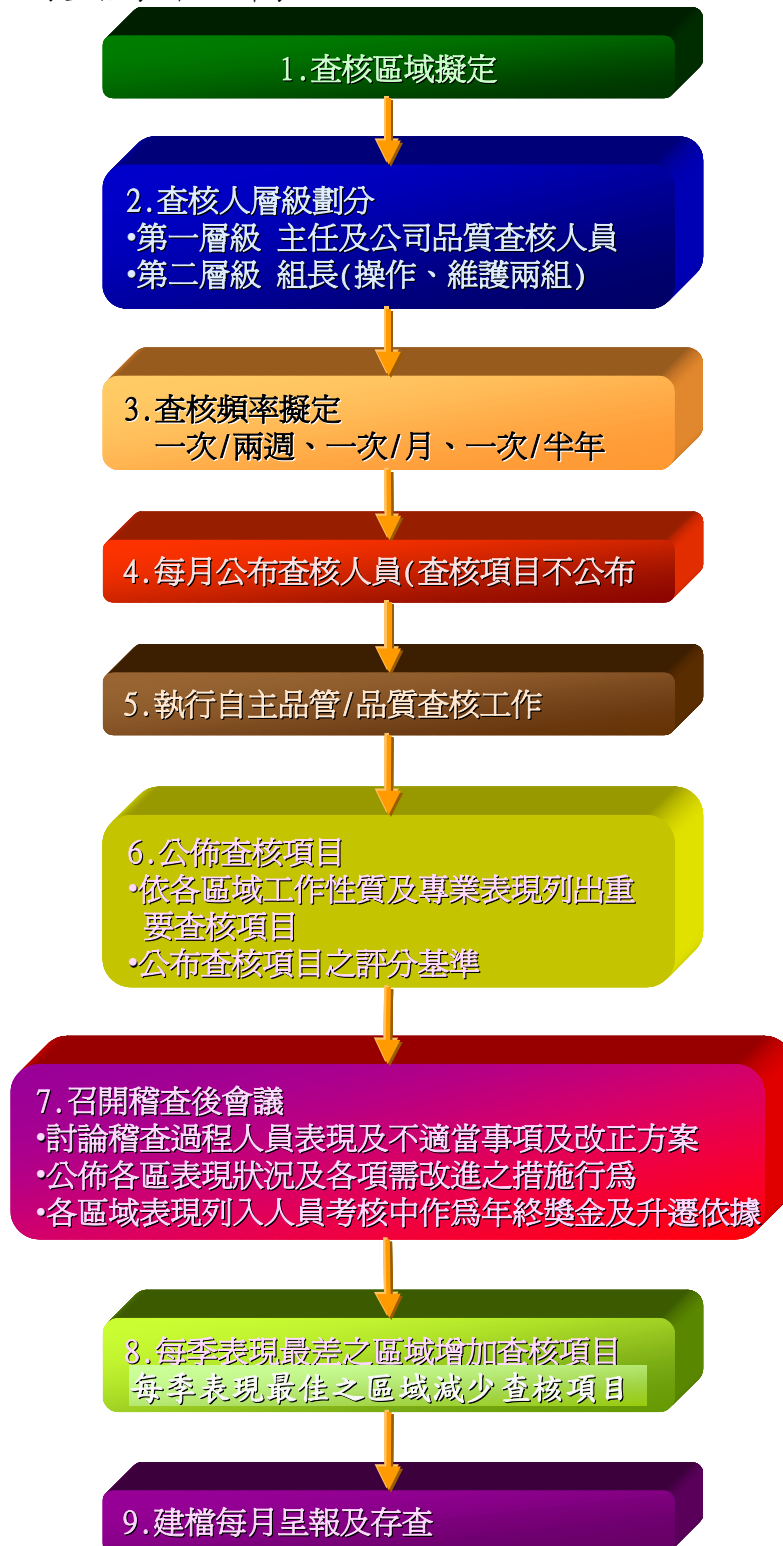 1.查核區域擬定
2.查核人層級劃分
•第一層級 主任及公司品質查核人員
•第二層級 組長(操作、維護兩組)
3.查核頻率擬定
一次/兩週、一次/月、一次/半年
4.每月公布查核人員(查核項目不公布
5.執行自主品管/品質查核工作
6.公佈查核項目
•依各區域工作性質及專業表現列出重
要查核項目
•公布查核項目之評分基準
7.召開稽查後會議
•討論稽查過程人員表現及不適當事項及改正方案
•公佈各區表現狀況及各項需改進之措施行為
•各區域表現列入人員考核中作為年終獎金及升遷依據
8.每季表現最差之區域增加查核項目
每季表現最佳之區域減少查核項目
9.建檔每月呈報及存查